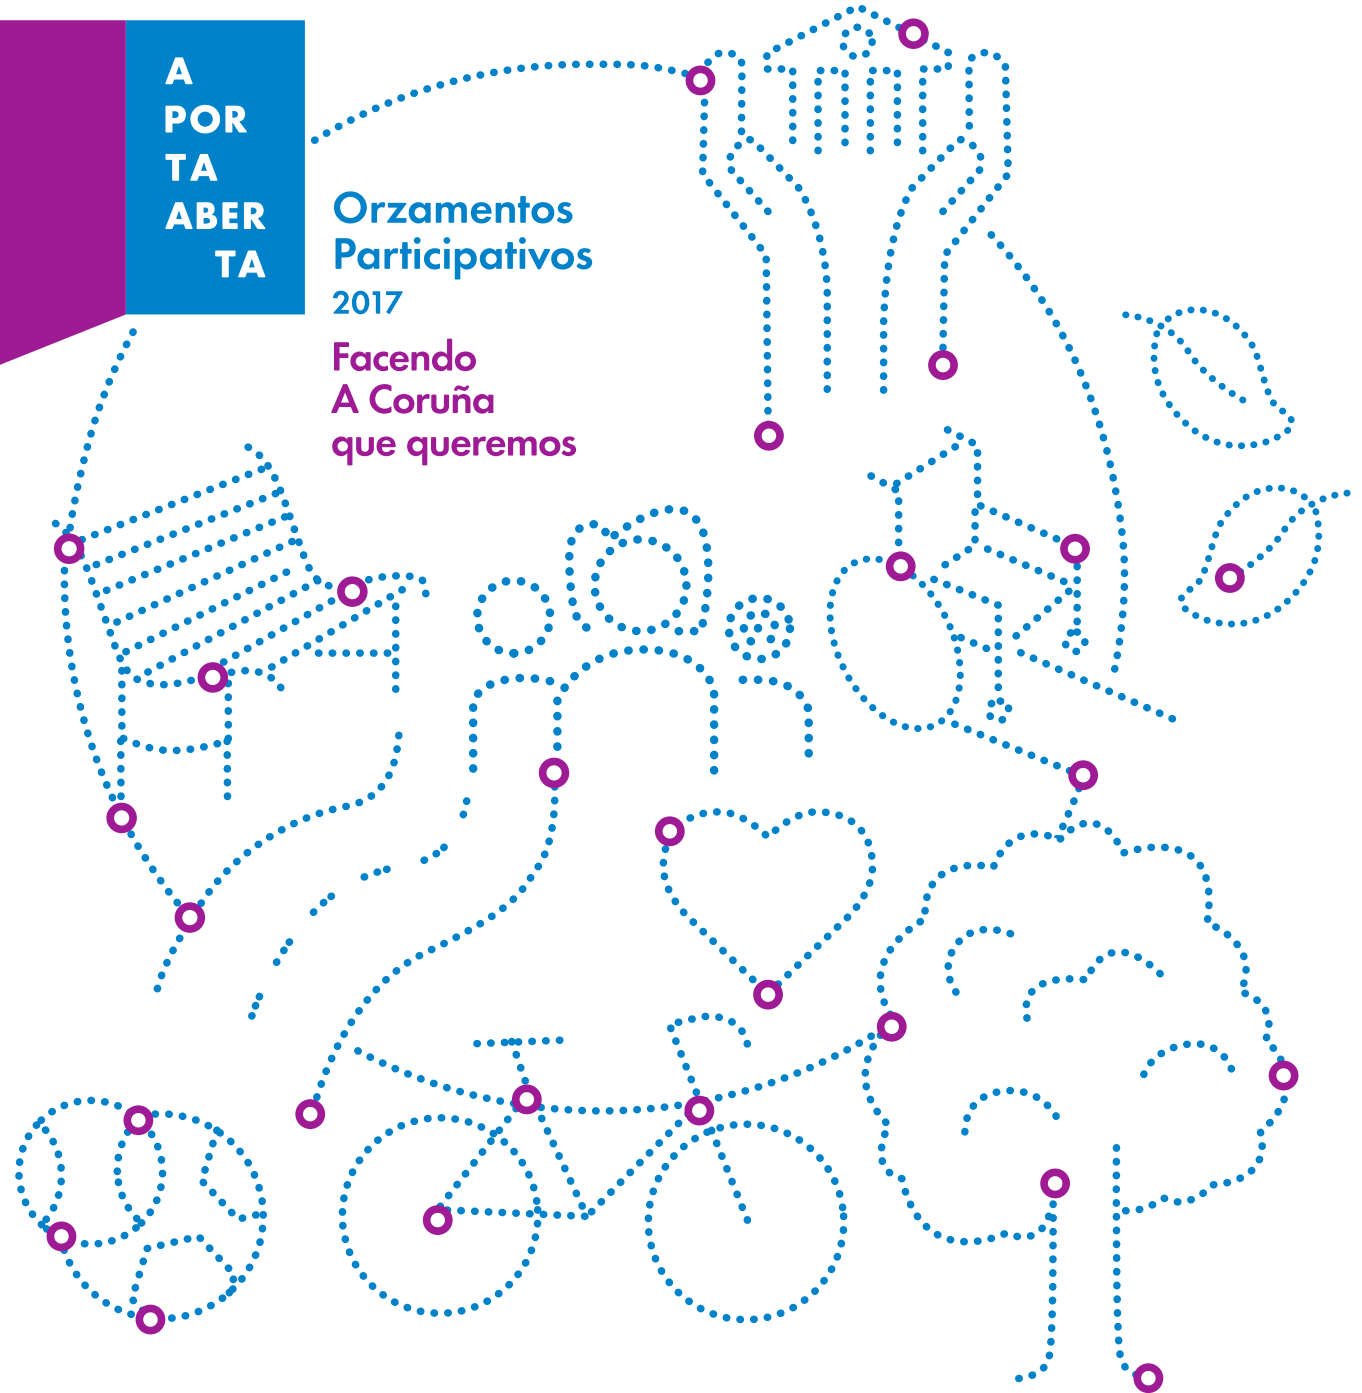 A
POR
TA
ABER
TA
Orzamentos
Participativos
2017
Facendo
A Coruña
que queremos